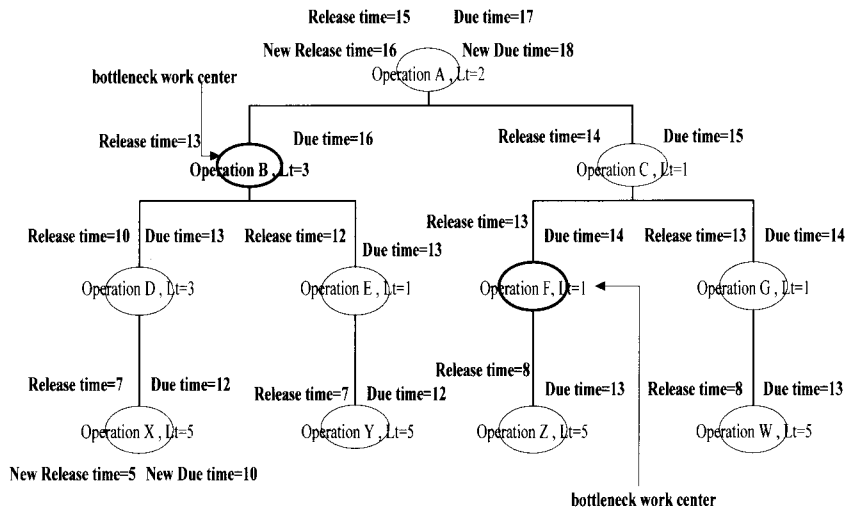 Release time=15 Due time=17
New Release time=16 New Due time=18
Operation A , Lt=2
bottleneck work center
Release time=13 Due time=16
Operation B , Lt=3
Release time=14 Due time=15
Operation C , Lt=1
Release time=10 Due time=13
Operation D , Lt=3
Release time=12 Due time=13
Operation E , Lt=1
Release time=13 Due time=14
Operation F, Lt=1
Release time=13 Due time=14
Operation G , Lt=1
Release time=7 Due time=12
Operation X , Lt=5
New Release time=5 New Due time=10
Release time=7 Due time=12
Operation Y , Lt=5
Release time=8 Due time=13
Operation Z , Lt=5
Release time=8 Due time=13
Operation W , Lt=5
bottleneck work center